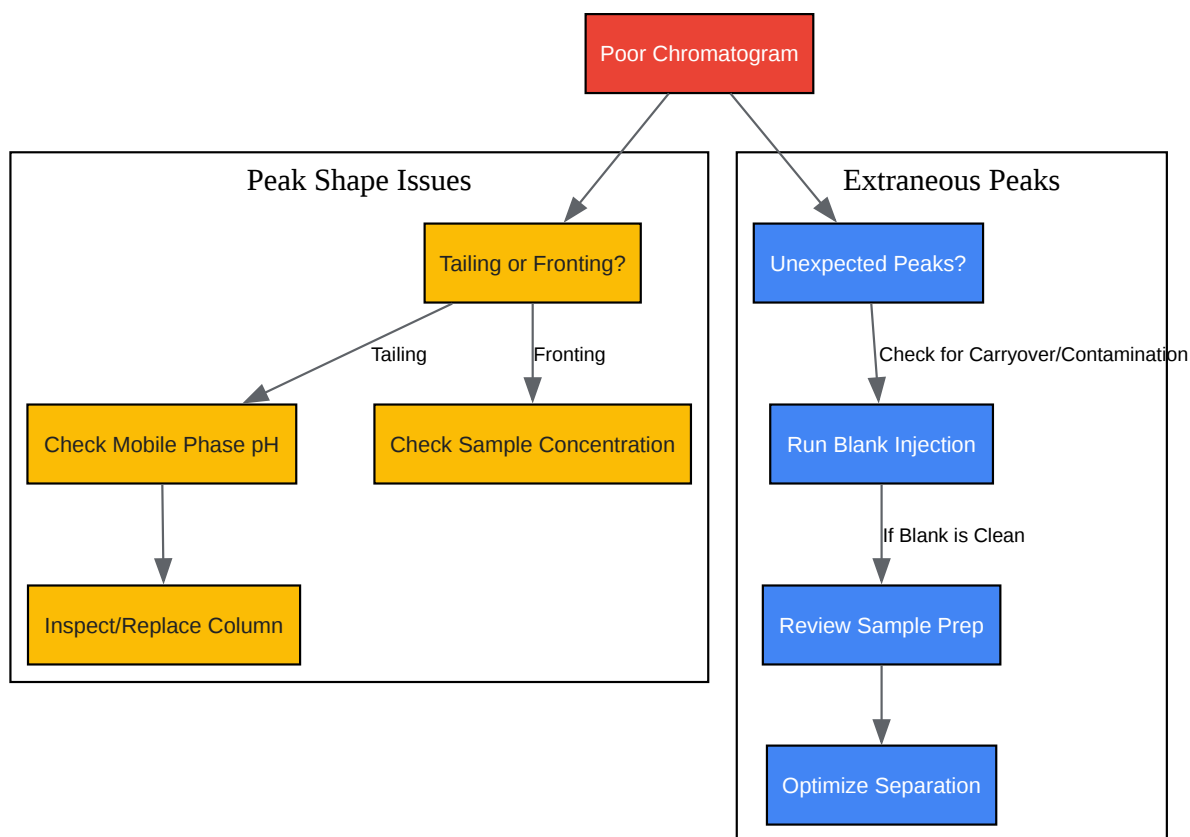 Poor Chromatogram
Peak Shape Issues
Extraneous Peaks
Tailing or Fronting?
Unexpected Peaks?
Tailing
Fronting
Check for Carryover/Contamination
Check Mobile Phase pH
Check Sample Concentration
Run Blank Injection
If Blank is Clean
Inspect/Replace Column
Review Sample Prep
Optimize Separation